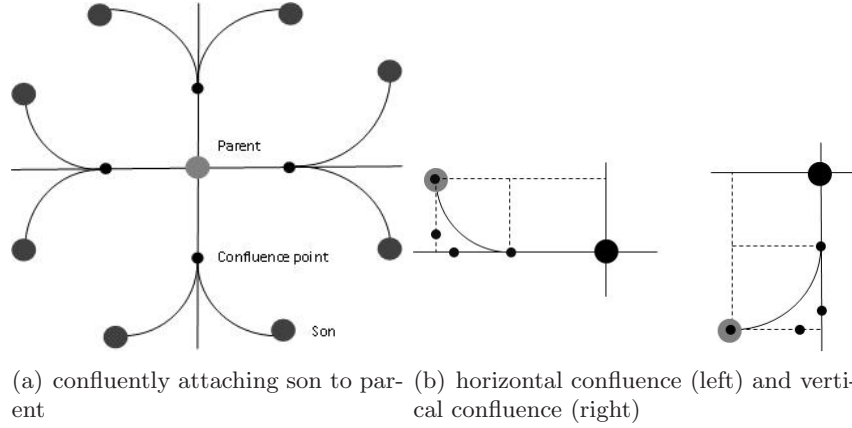 Parent
Confluence point
Son
(a) confluently attaching son to par-
ent
(b) horizontal confluence (left) and verti-
cal confluence (right)